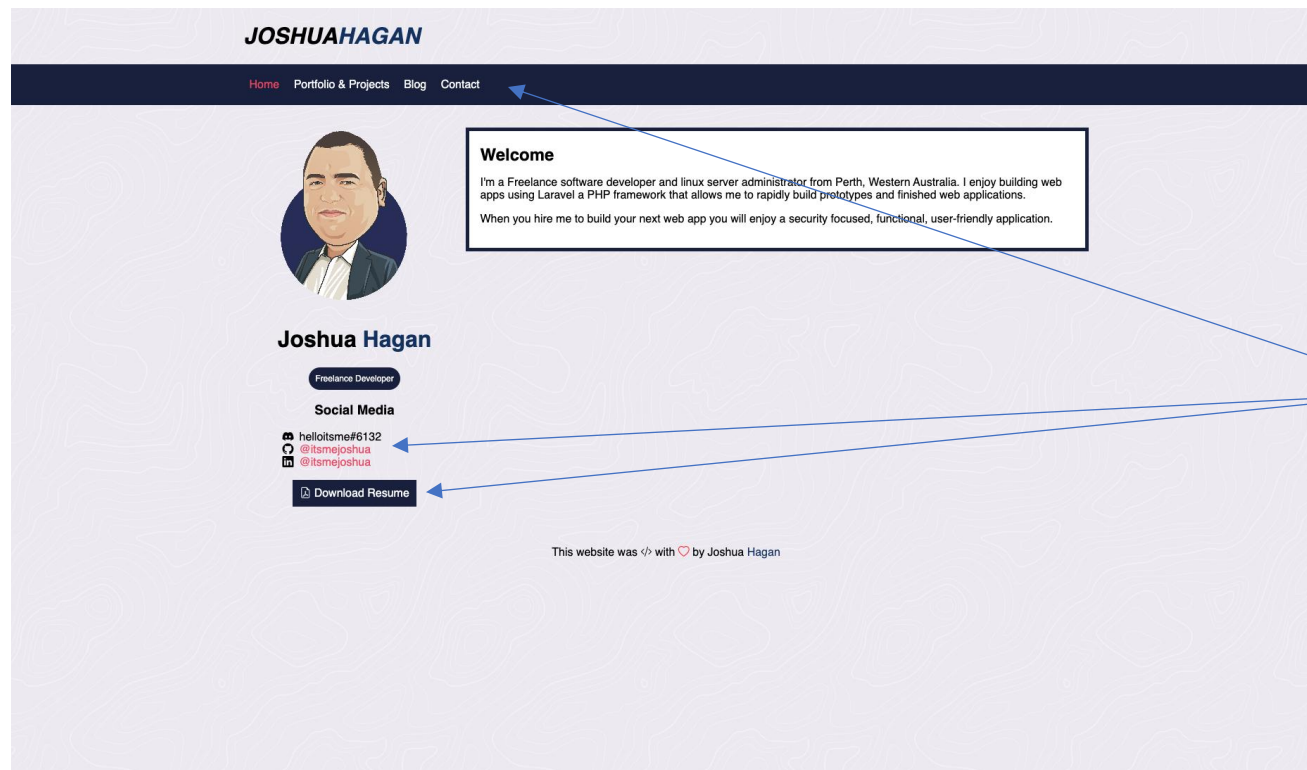 JOSHUAHAGAN
Home Portfolio & Projects Blog Contact
Welcome
I'm a Freelance software developer and linux server administrator from Perth, Western Australia. I enjoy building web
apps using Laravel a PHP framework that allows me to rapidly build prototypes and finished web applications.
When you hire me to build your next web app you will enjoy a security focused, functional, user-friendly application.
Joshua Hagan
Freelance Developer
Social Media
helloitsme#6132
@itsmejoshua
in @itsmejoshua
Download Resume
This website was </> with by Joshua Hagan